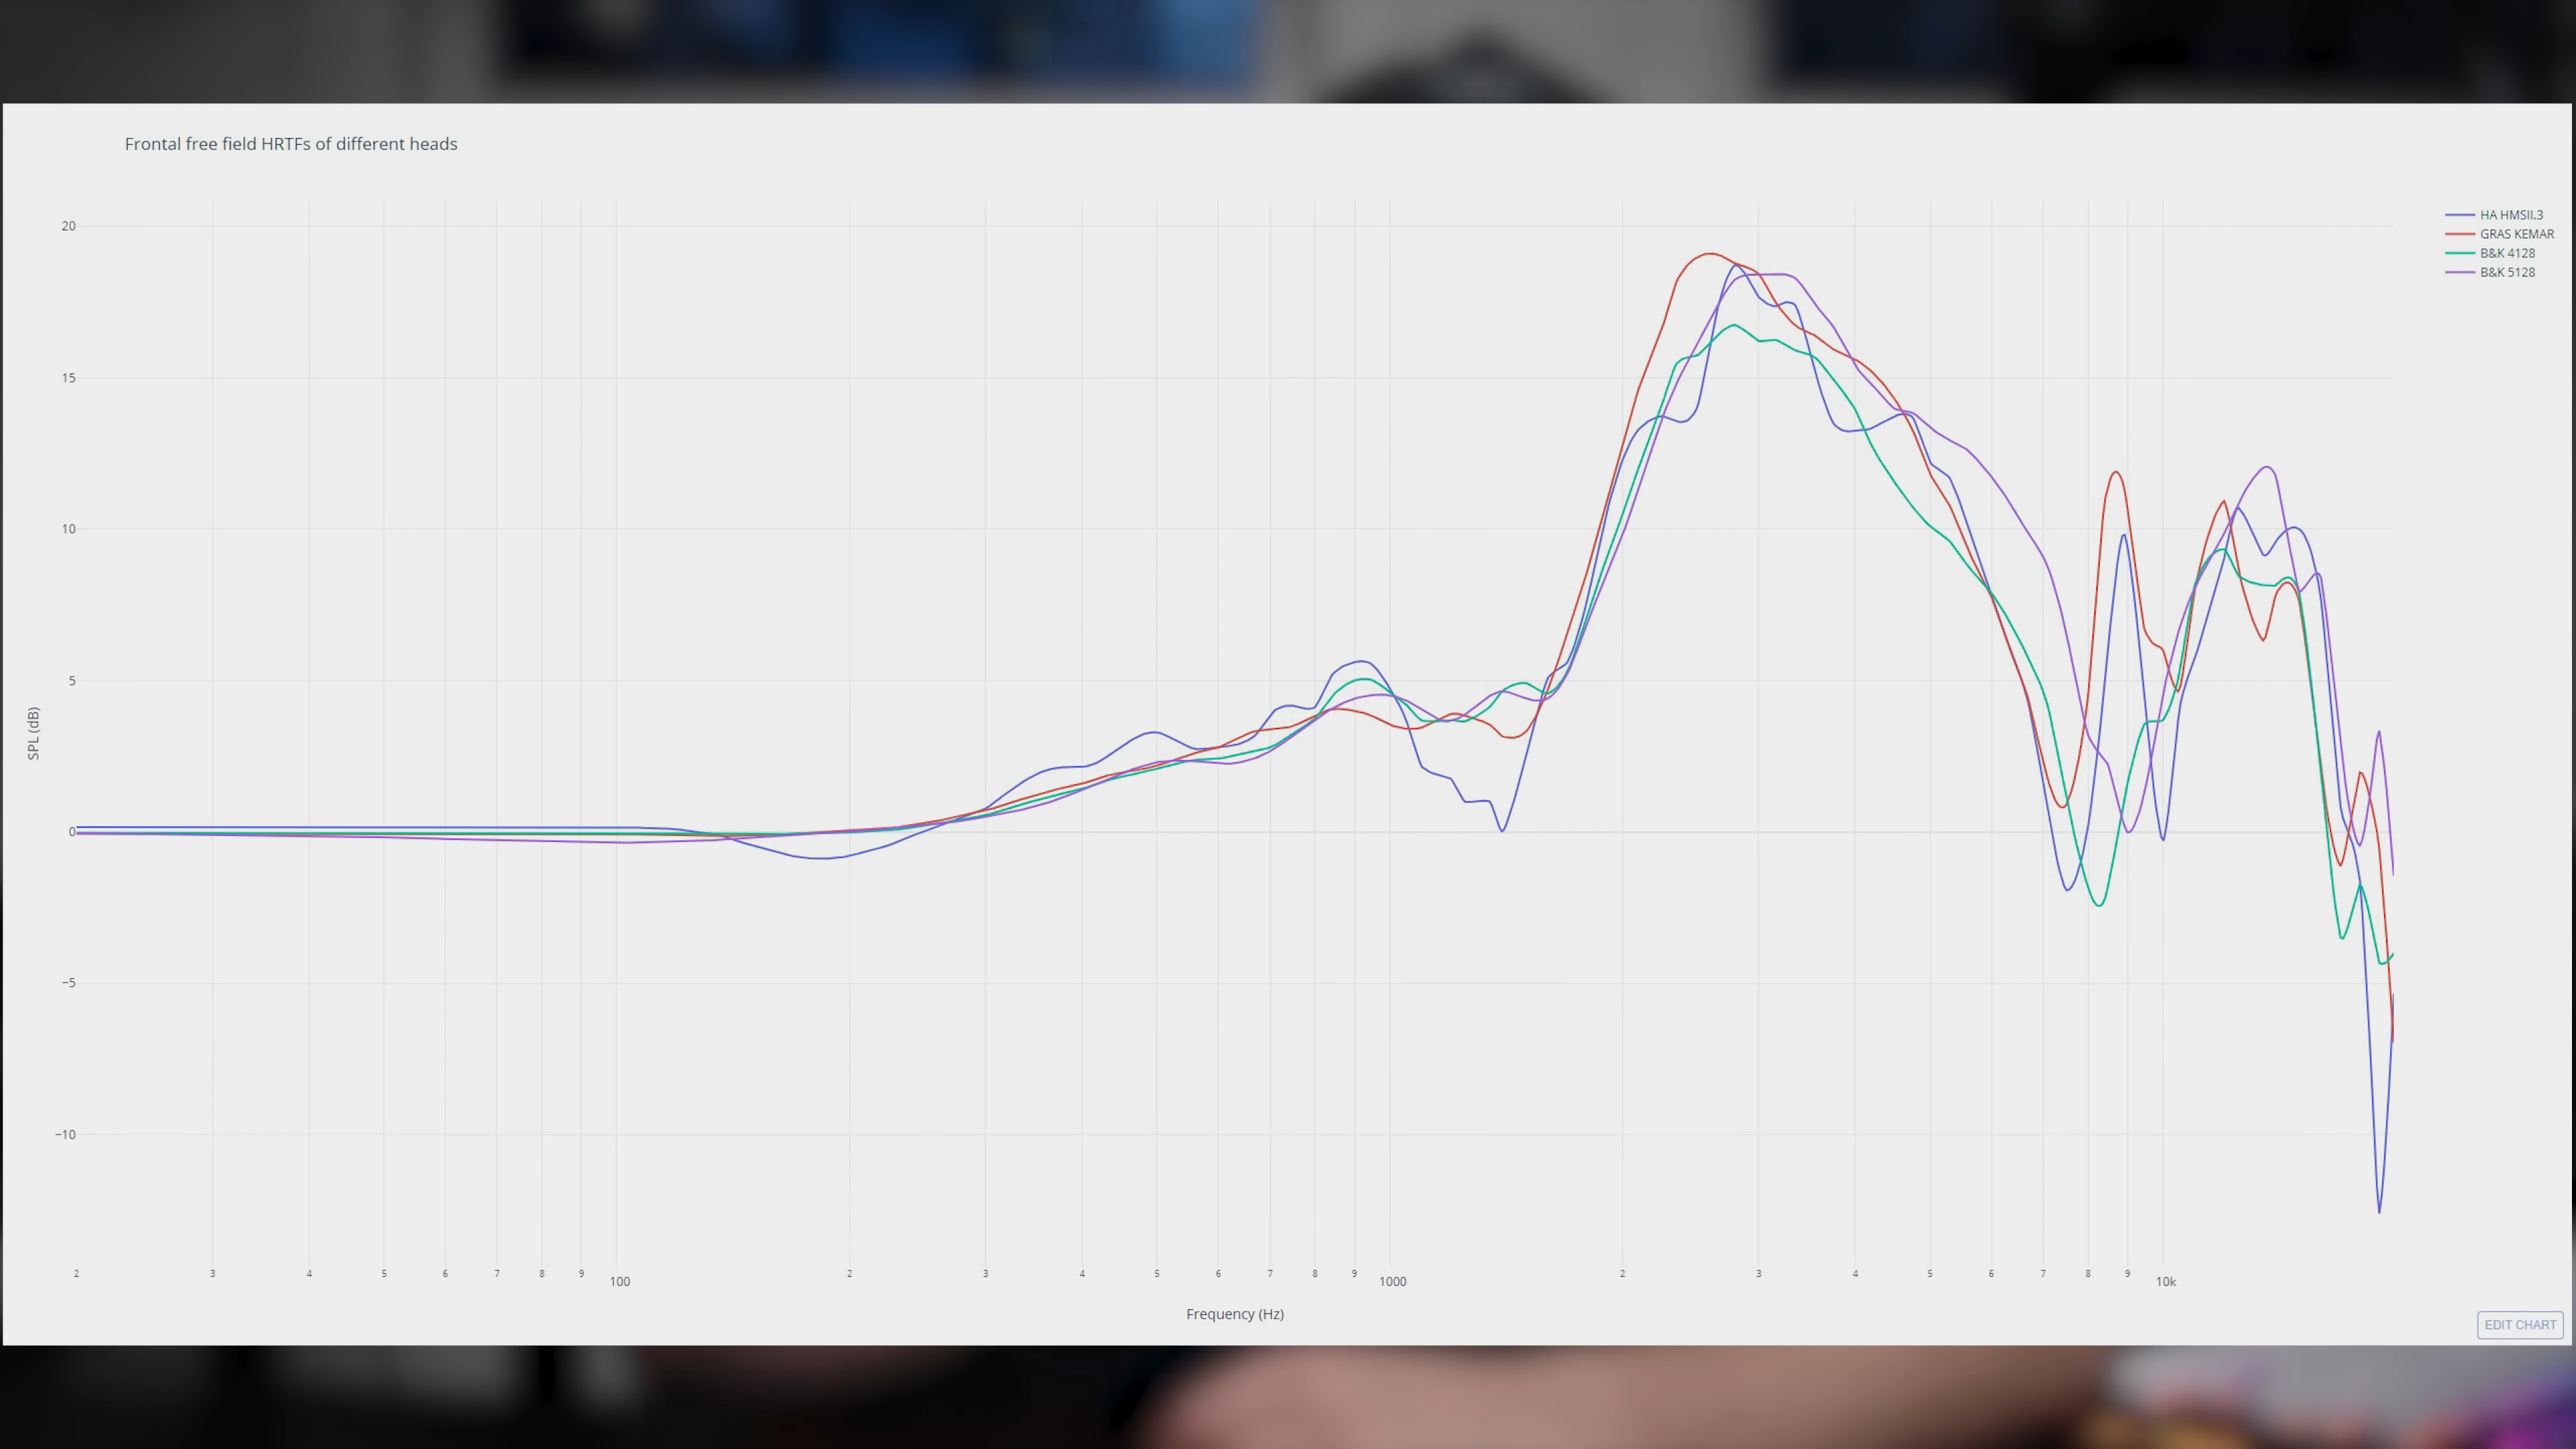 Frontal free field HRTFs of different heads
HA HMSII.3
GRAS KEMAR
B&K 4128
B&K 5128
20
15
10
5
0
−5
−10
SPL (dB)
2 3 4 5 6 7 8 9 100 2 3 4 5 6 7 8 9 1000 2 3 4 5 6 7 8 9 10k
Frequency (Hz)
EDIT CHART